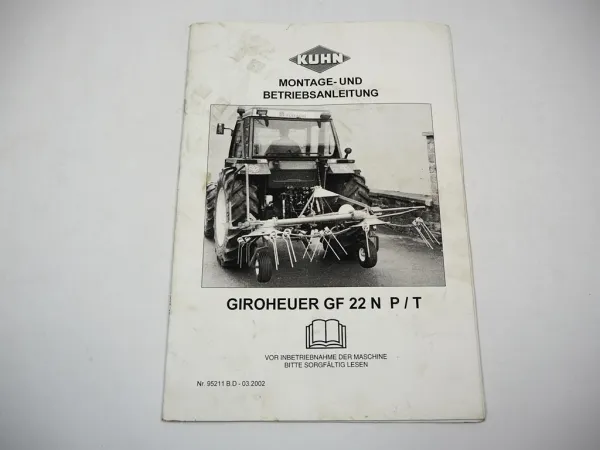 KUHN
MONTAGE- UND
BETRIEBSANLEITUNG
GIROHEUER GF 22 N P / T
VOR INBETRIEBNAHME DER MASCHINE
BITTE SORGFÄLTIG LESEN
Nr. 95211 B.D - 03.2002